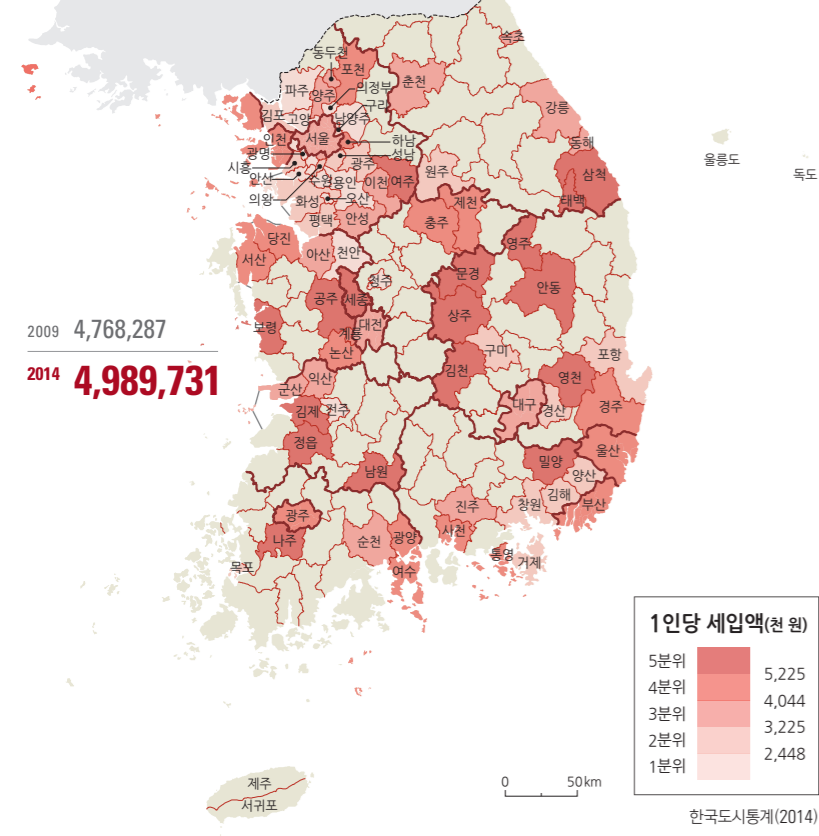 동두천
포천
속초
파주
양주
의정부
춘천
구리
강릉
김포
고양
남양주
인천
서울
하남
동해
광명
성남
시흥
광주
원주
삼척
울릉도
안산
수원
용인
이천
여주
독도
의왕
화성
오산
태백
제천
평택
안성
충주
당진
영주
서산
아산
천안
문경
청주
안동
공주
세종
상주
보령
대전
계룡
2009 4,768,287
논산
구미
포항
2014 4,989,731
익산
김천
영천
군산
김제
전주
대구
경산
경주
정읍
울산
남원
밀양
양산
김해
광주
진주
창원
부산
나주
순천
광양
사천
목포
통영
거제
여수
1인당 세입액(천 원)
5분위
5,225
4분위
4,044
3분위
3,225
2분위
2,448
1분위
제주
서귀포
0 50km
한국도시통계(2014)